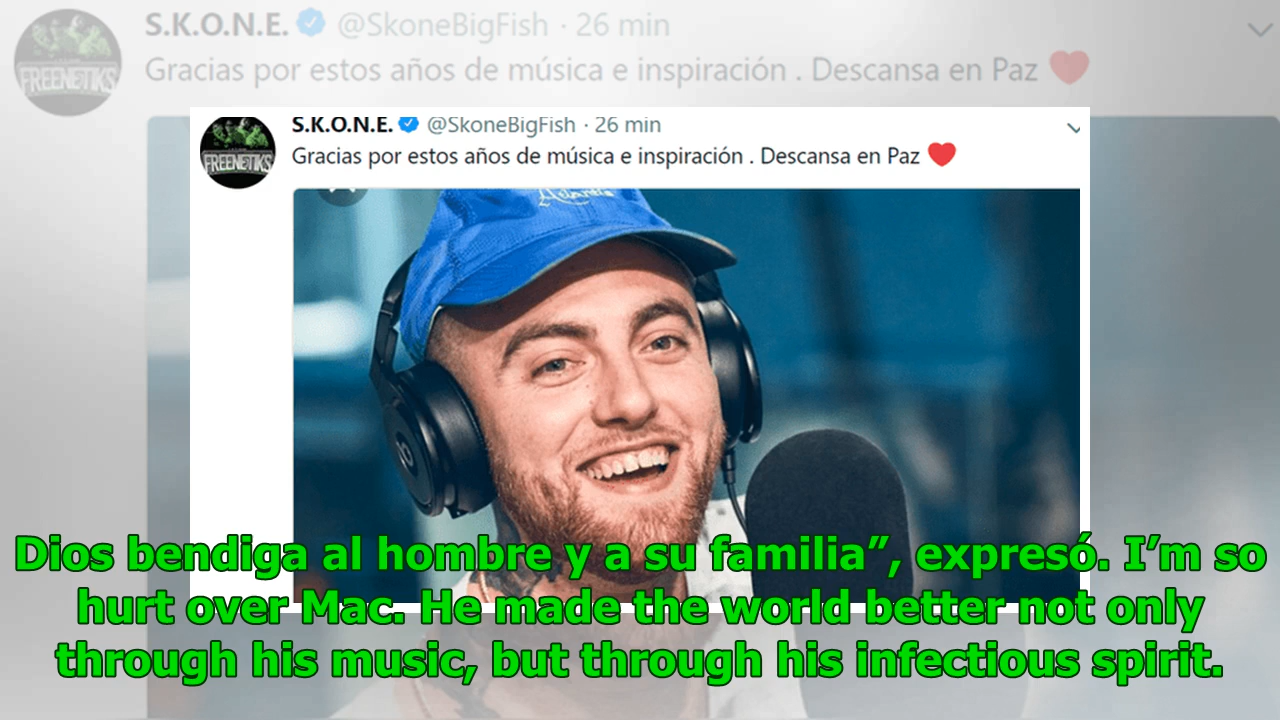 S.K.O.N.E. @SkoneBigFish · 26 min
Gracias por estos años de música e inspiración . Descansa en Paz ❤
FREENETIKS
S.K.O.N.E. @SkoneBigFish · 26 min
Gracias por estos años de música e inspiración . Descansa en Paz ❤
FREENETIKS
Atlantis
Dios bendiga al hombre y a su familia”, expresó. I’m so
hurt over Mac. He made the world better not only
through his music, but through his infectious spirit.